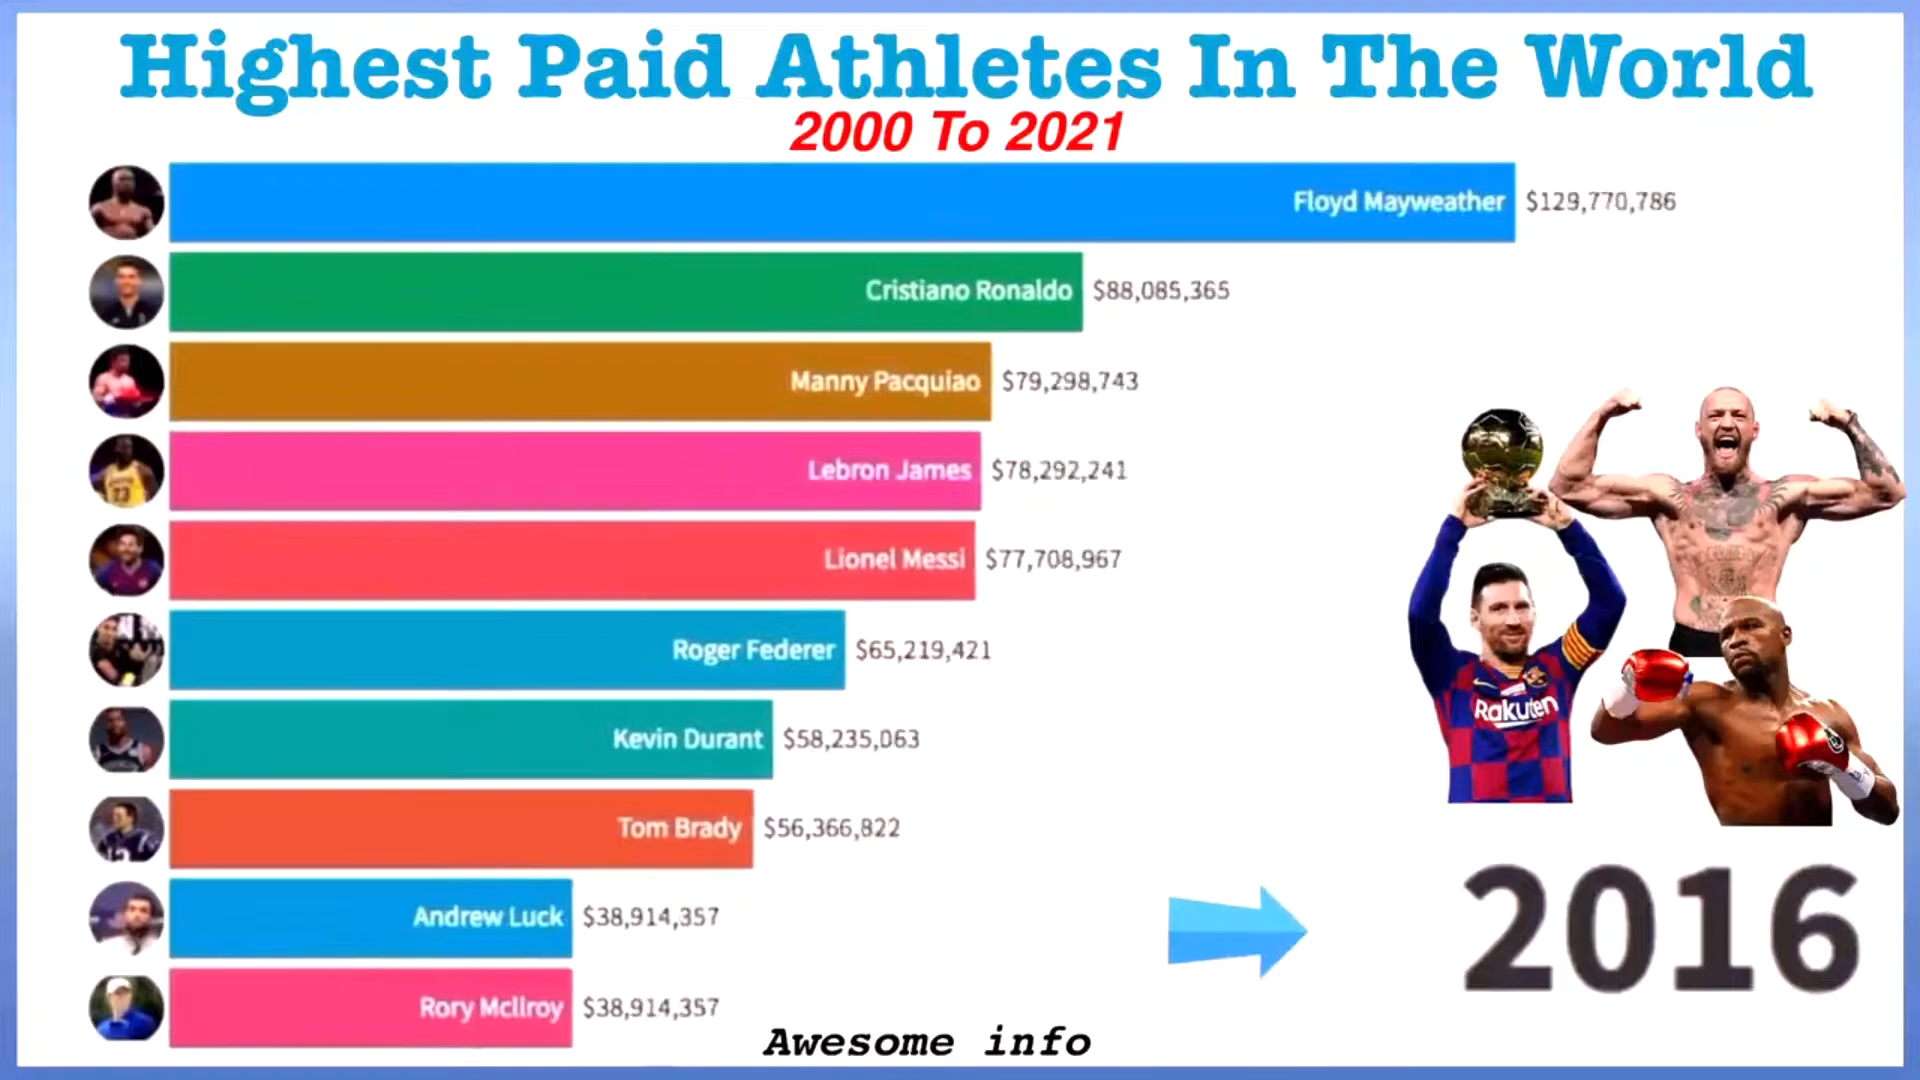 Highest Paid Athletes In The World
2000 To 2021
Floyd Mayweather $129,770,786
Cristiano Ronaldo $88,085,365
Manny Pacquiao $79,298,743
Lebron James $78,292,241
Lionel Messi $77,708,967
Roger Federer $65,219,421
Kevin Durant $58,235,063
Tom Brady $56,366,822
Andrew Luck $38,914,357
Rory Mcllroy $38,914,357
Rakuten
2016
Awesome info